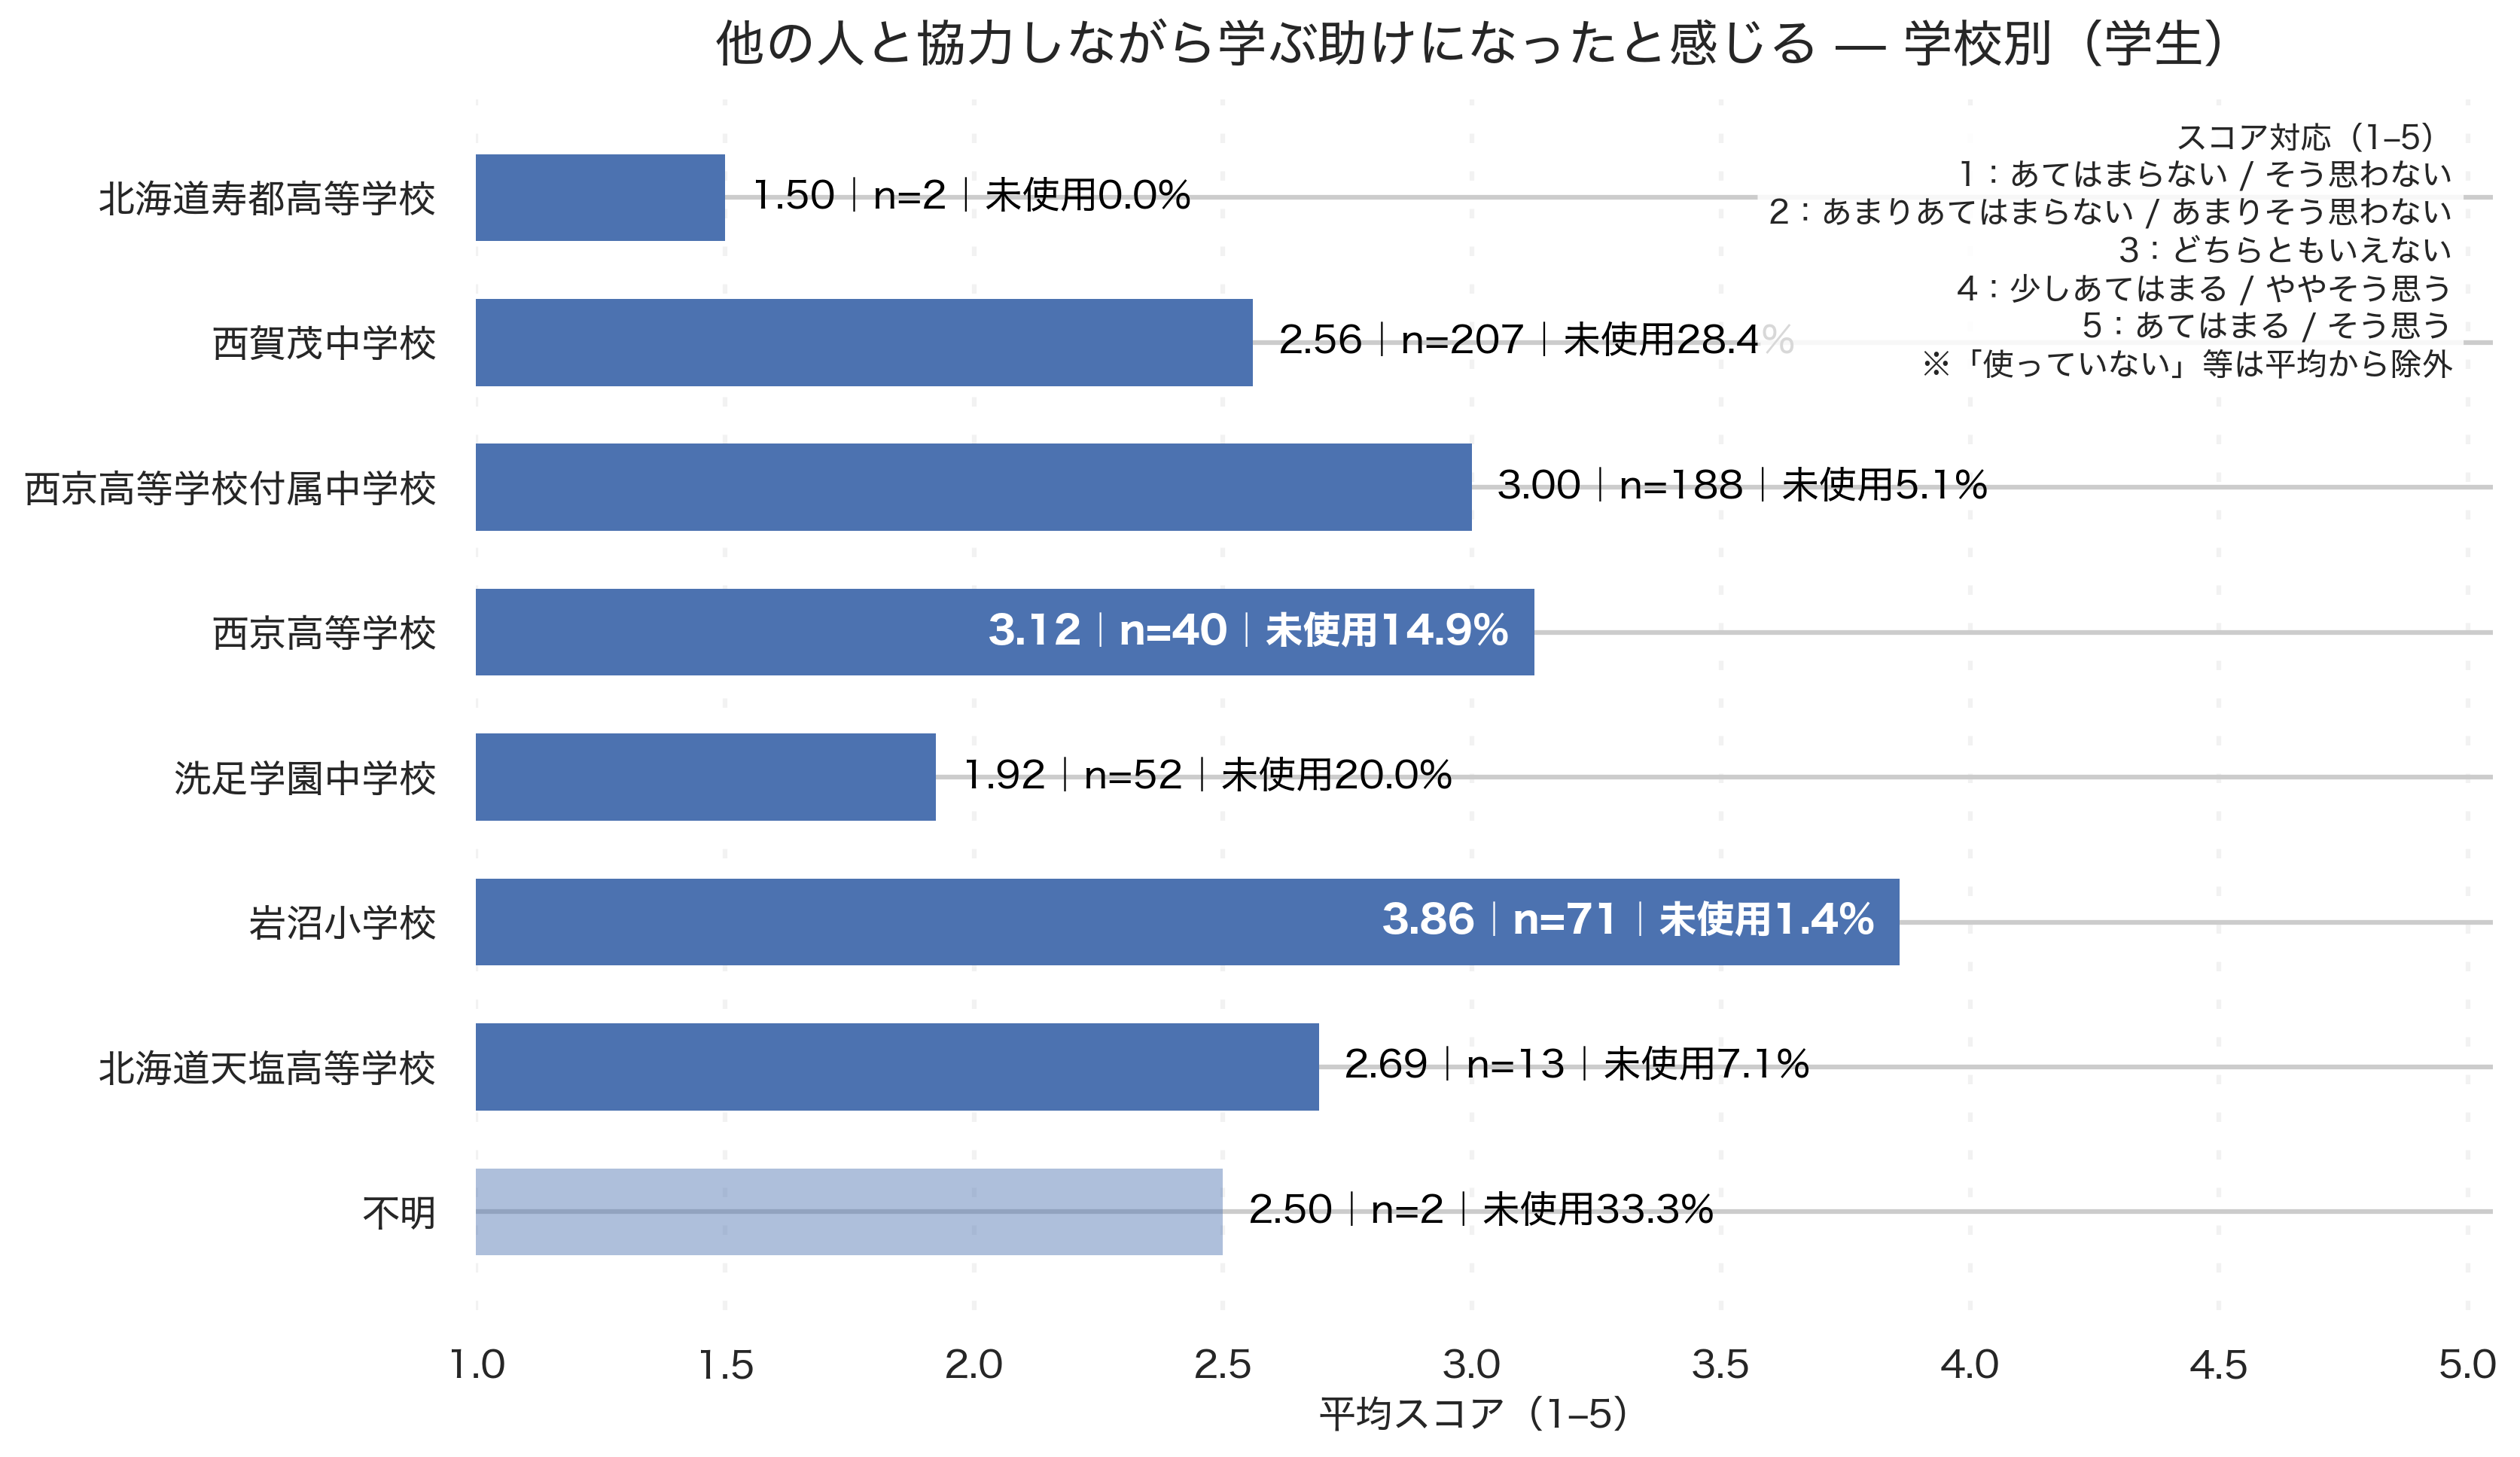 他の人と協力しながら学ぶ助けになったと感じる — 学校別（学生）
スコア対応（1–5）
1：あてはまらない / そう思わない
2：あまりあてはまらない / あまりそう思わない
3：どちらともいえない
4：少しあてはまる / ややそう思う
5：あてはまる / そう思う
※「使っていない」等は平均から除外
北海道寿都高等学校 1.50｜n=2｜未使用0.0%
西賀茂中学校 2.56｜n=207｜未使用28.4%
西京高等学校付属中学校 3.00｜n=188｜未使用5.1%
西京高等学校 3.12｜n=40｜未使用14.9%
洗足学園中学校 1.92｜n=52｜未使用20.0%
岩沼小学校 3.86｜n=71｜未使用1.4%
北海道天塩高等学校 2.69｜n=13｜未使用7.1%
不明 2.50｜n=2｜未使用33.3%
1.0 1.5 2.0 2.5 3.0 3.5 4.0 4.5 5.0
平均スコア（1–5）